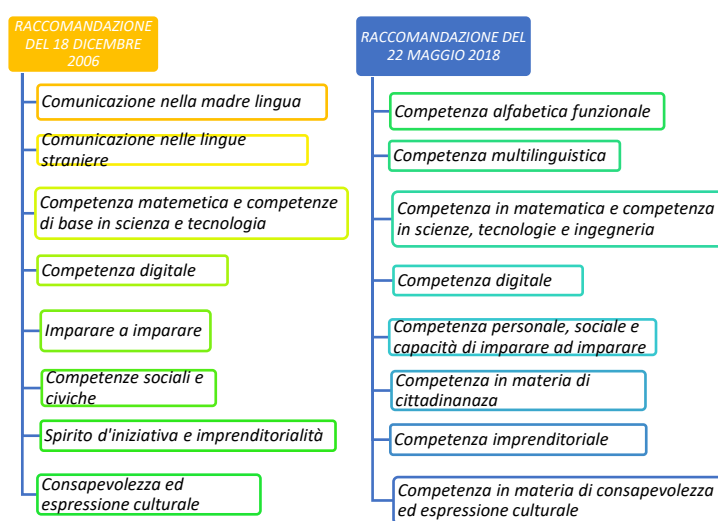 RACCOMANDAZIONE
DEL 18 DICEMBRE
2006
Comunicazione nella madre lingua
Comunicazione nelle lingue
straniere
Competenza matemetica e competenze
di base in scienza e tecnologia
Competenza digitale
Imparare a imparare
Competenze sociali e
civiche
Spirito d'iniziativa e imprenditorialità
Consapevolezza ed
espressione culturale
RACCOMANDAZIONE DEL
22 MAGGIO 2018
Competenza alfabetica funzionale
Competenza multilinguistica
Competenza in matematica e competenza
in scienze, tecnologie e ingegneria
Competenza digitale
Competenza personale, sociale e
capacità di imparare ad imparare
Competenza in materia di
cittadinanaza
Competenza imprenditoriale
Competenza in materia di consapevolezza
ed espressione culturale